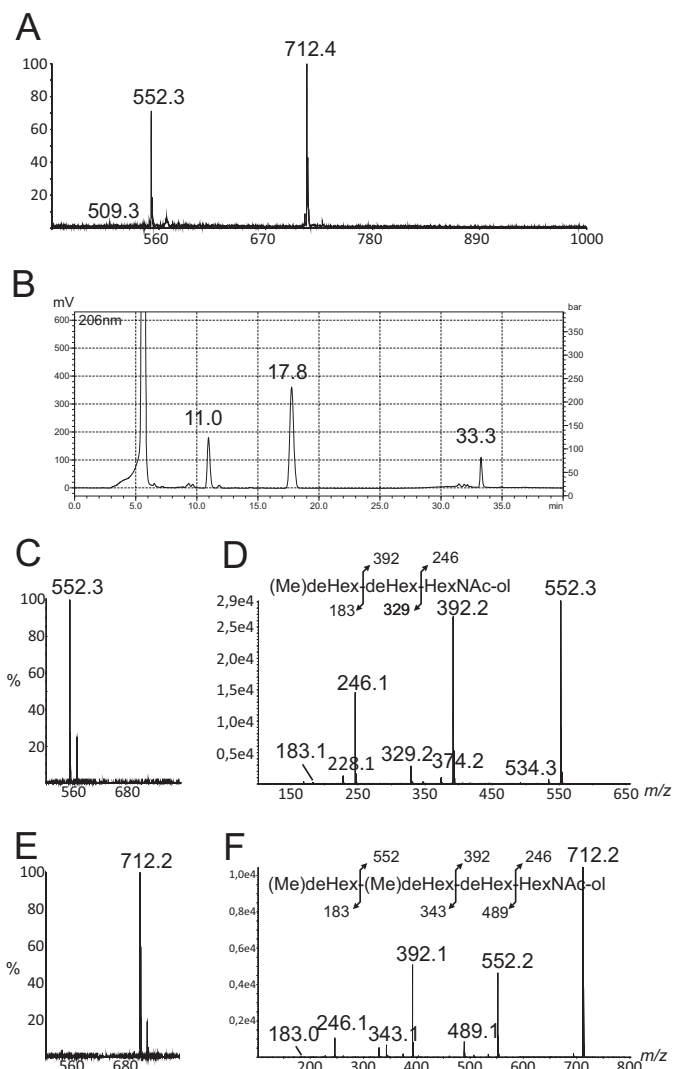 A
712.4
100
552.3
80
60
40
20
509.3
560 670 780 890 1000
B
mV bar
206nm
600
500
400
300
200
100
0
350
300
250
200
150
100
50
0
17.8
11.0
33.3
0.0 5.0 10.0 15.0 20.0 25.0 30.0 35.0 min
C
552.3
100
80
60
%
40
20
560 680
D
392 246
(Me)deHex-deHex-HexNAc-ol
183 329
552.3
2,9e4
392.2
2,5e4
2,0e4
246.1
1,5e4
1,0e4
0,5e4
183.1
228.1
329.2
374.2
534.3
150 250 350 450 550 650 m/z
E
712.2
100
80
60
%
40
20
560 680
F
552 392 246
712.2
1,0e4
(Me)deHex-(Me)deHex-deHex-HexNAc-ol
183 343 489
0,8e4
0,6e4
392.1
552.2
0,4e4
0,2e4
183.0
246.1
343.1
489.1
200 300 400 500 600 700 800 m/z